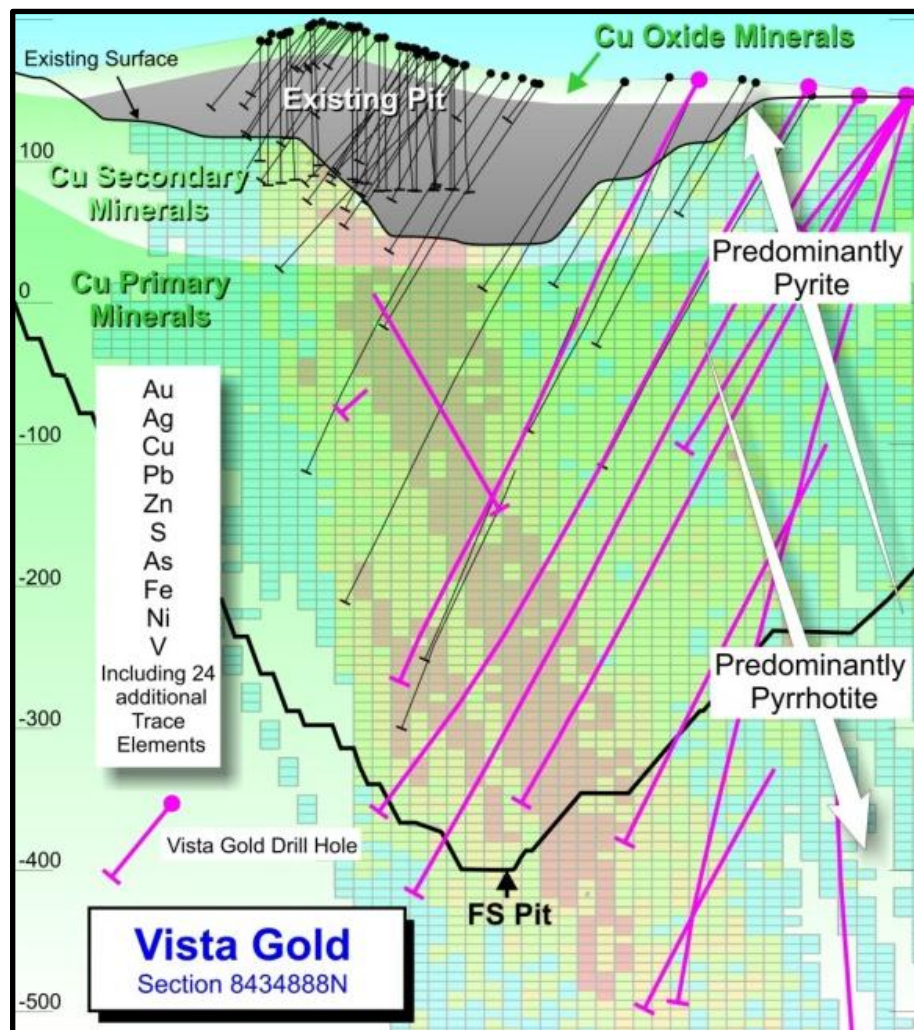 Cu Oxide Minerals
Existing Surface
Existing Pit
100
Cu Secondary
Minerals
Predominantly
Pyrite
0
Cu Primary
Minerals
Au
Ag
Cu
Pb
Zn
S
As
Fe
Ni
V
Including 24
additional
Trace
Elements
-100
-200
Predominantly
Pyrrhotite
-300
Vista Gold Drill Hole
-400
FS Pit
Vista Gold
Section 8434888N
-500